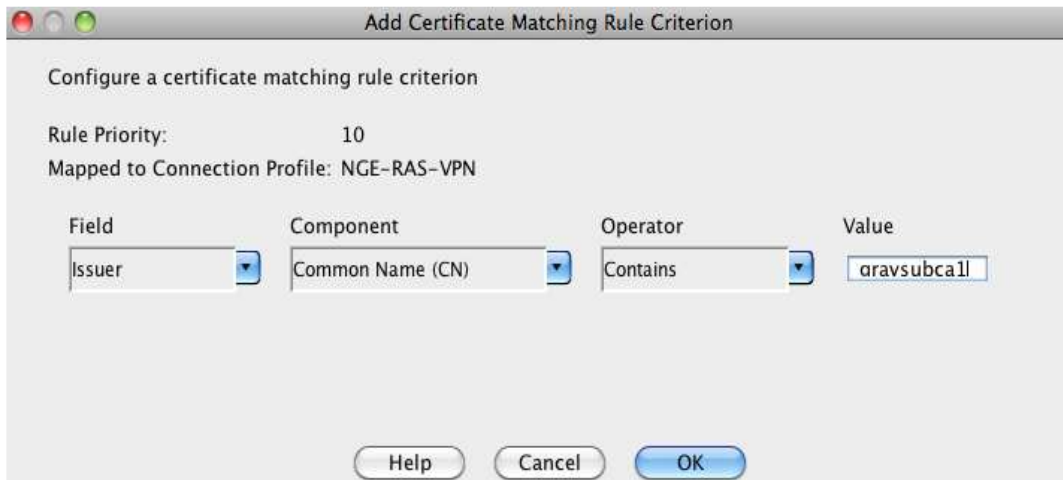 Add Certificate Matching Rule Criterion
Configure a certificate matching rule criterion
Rule Priority: 10
Mapped to Connection Profile: NGE-RAS-VPN
Field Component Operator Value
Issuer Common Name (CN) Contains gravsubca1
Help Cancel OK